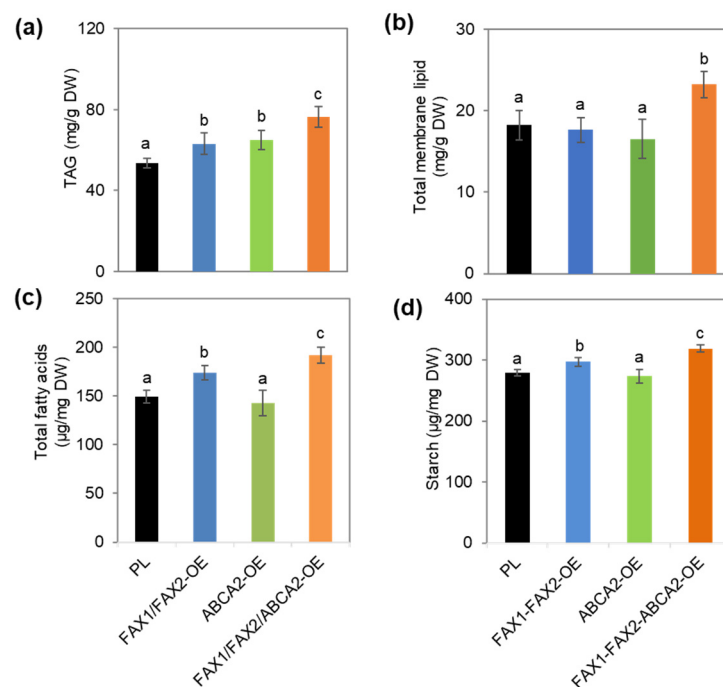 (a)
TAG (mg/g DW)
120
80
40
0
a
b
b
c
(b)
Total membrane lipid
(mg/g DW)
30
20
10
0
a
a
a
b
(c)
Total fatty acids
(µg/mg DW)
250
200
150
100
50
0
a
b
a
c
PL
FAX1/FAX2-OE
ABCA2-OE
FAX1/FAX2/ABCA2-OE
(d)
Starch (µg/mg DW)
400
300
200
100
0
a
b
a
c
PL
FAX1-FAX2-OE
ABCA2-OE
FAX1-FAX2-ABCA2-OE